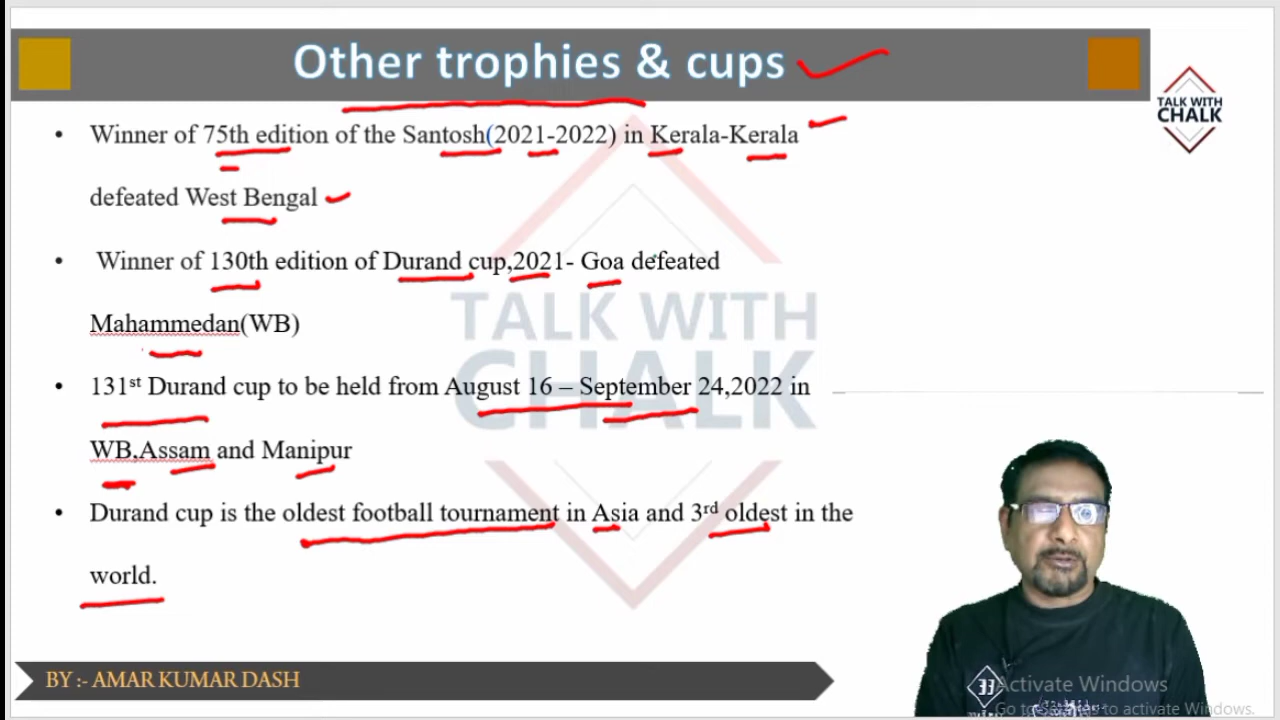 Other trophies & cups
TALK WITH
CHALK
• Winner of 75th edition of the Santosh(2021-2022) in Kerala-Kerala
defeated West Bengal
• Winner of 130th edition of Durand cup,2021- Goa defeated
Mahammedan(WB)
TALK WITH
CHALK
• 131st Durand cup to be held from August 16 – September 24,2022 in
WB,Assam and Manipur
• Durand cup is the oldest football tournament in Asia and 3rd oldest in the
world.
BY :- AMAR KUMAR DASH
Activate Windows
Go to Settings to activate Windows.